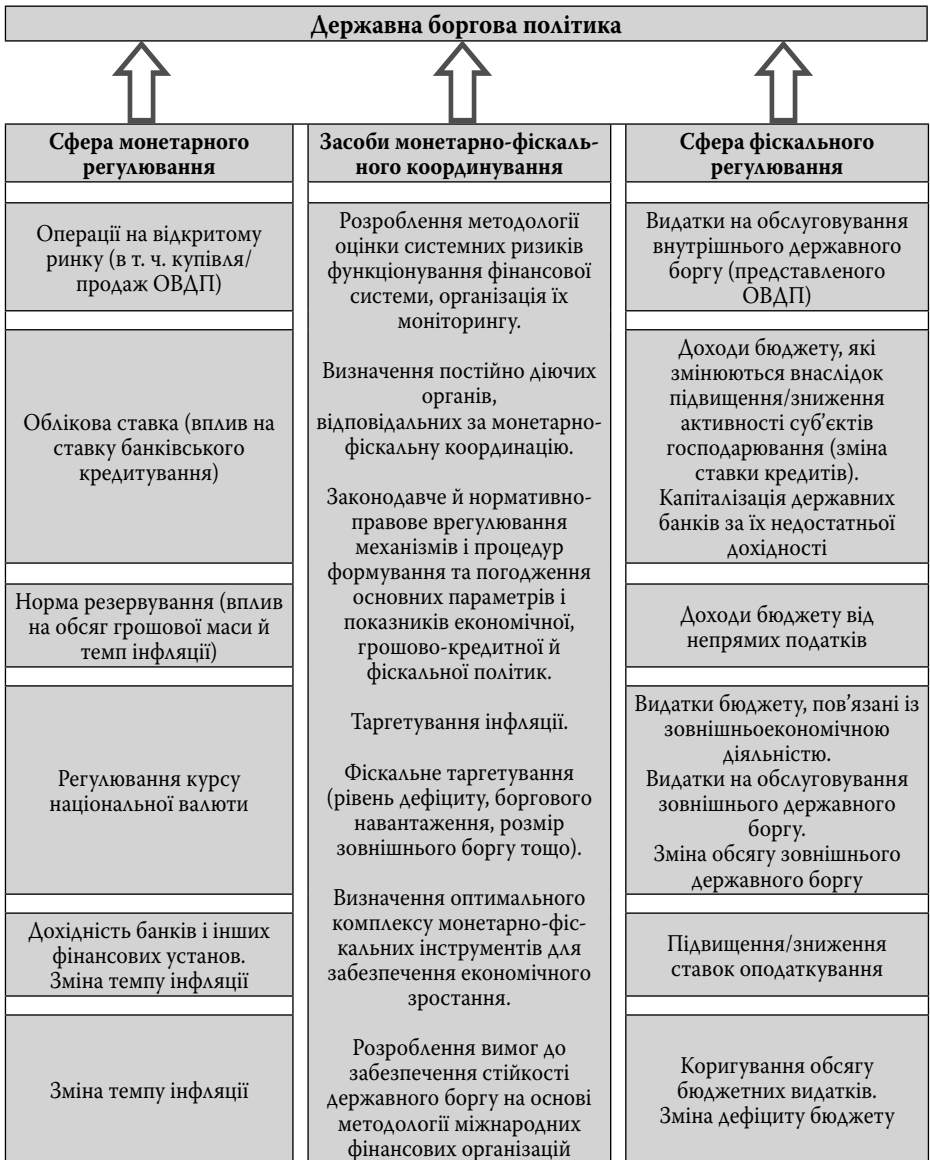 Державна боргова політика
Сфера монетарного
регулювання
Засоби монетарно-фіскаль-
ного координування
Сфера фіскального
регулювання
Операції на відкритому
ринку (в т. ч. купівля/
продаж ОВДП)
Облікова ставка (вплив на
ставку банківського
кредитування)
Норма резервування (вплив
на обсяг грошової маси й
темп інфляції)
Регулювання курсу
національної валюти
Дохідність банків і інших
фінансових установ.
Зміна темпу інфляції
Зміна темпу інфляції
Розроблення методології
оцінки системних ризиків
функціонування фінансової
системи, організація їх
моніторингу.
Визначення постійно діючих
органів,
відповідальних за монетарно-
фіскальну координацію.
Законодавче й нормативно-
правове врегулювання
механізмів і процедур
формування та погодження
основних параметрів і
показників економічної,
грошово-кредитної й
фіскальної політик.
Таргетування інфляції.
Фіскальне таргетування
(рівень дефіциту, боргового
навантаження, розмір
зовнішнього боргу тощо).
Визначення оптимального
комплексу монетарно-фіс-
кальних інструментів для
забезпечення економічного
зростання.
Розроблення вимог до
забезпечення стійкості
державного боргу на основі
методології міжнародних
фінансових організацій
Видатки на обслуговування
внутрішнього державного
боргу (представленого
ОВДП)
Доходи бюджету, які
змінюються внаслідок
підвищення/зниження
активності суб’єктів
господарювання (зміна
ставки кредитів).
Капіталізація державних
банків за їх недостатньої
дохідності
Доходи бюджету від
непрямих податків
Видатки бюджету, пов’язані із
зовнішньоекономічною
діяльністю.
Видатки на обслуговування
зовнішнього державного
боргу.
Зміна обсягу зовнішнього
державного боргу
Підвищення/зниження
ставок оподаткування
Коригування обсягу
бюджетних видатків.
Зміна дефіциту бюджету